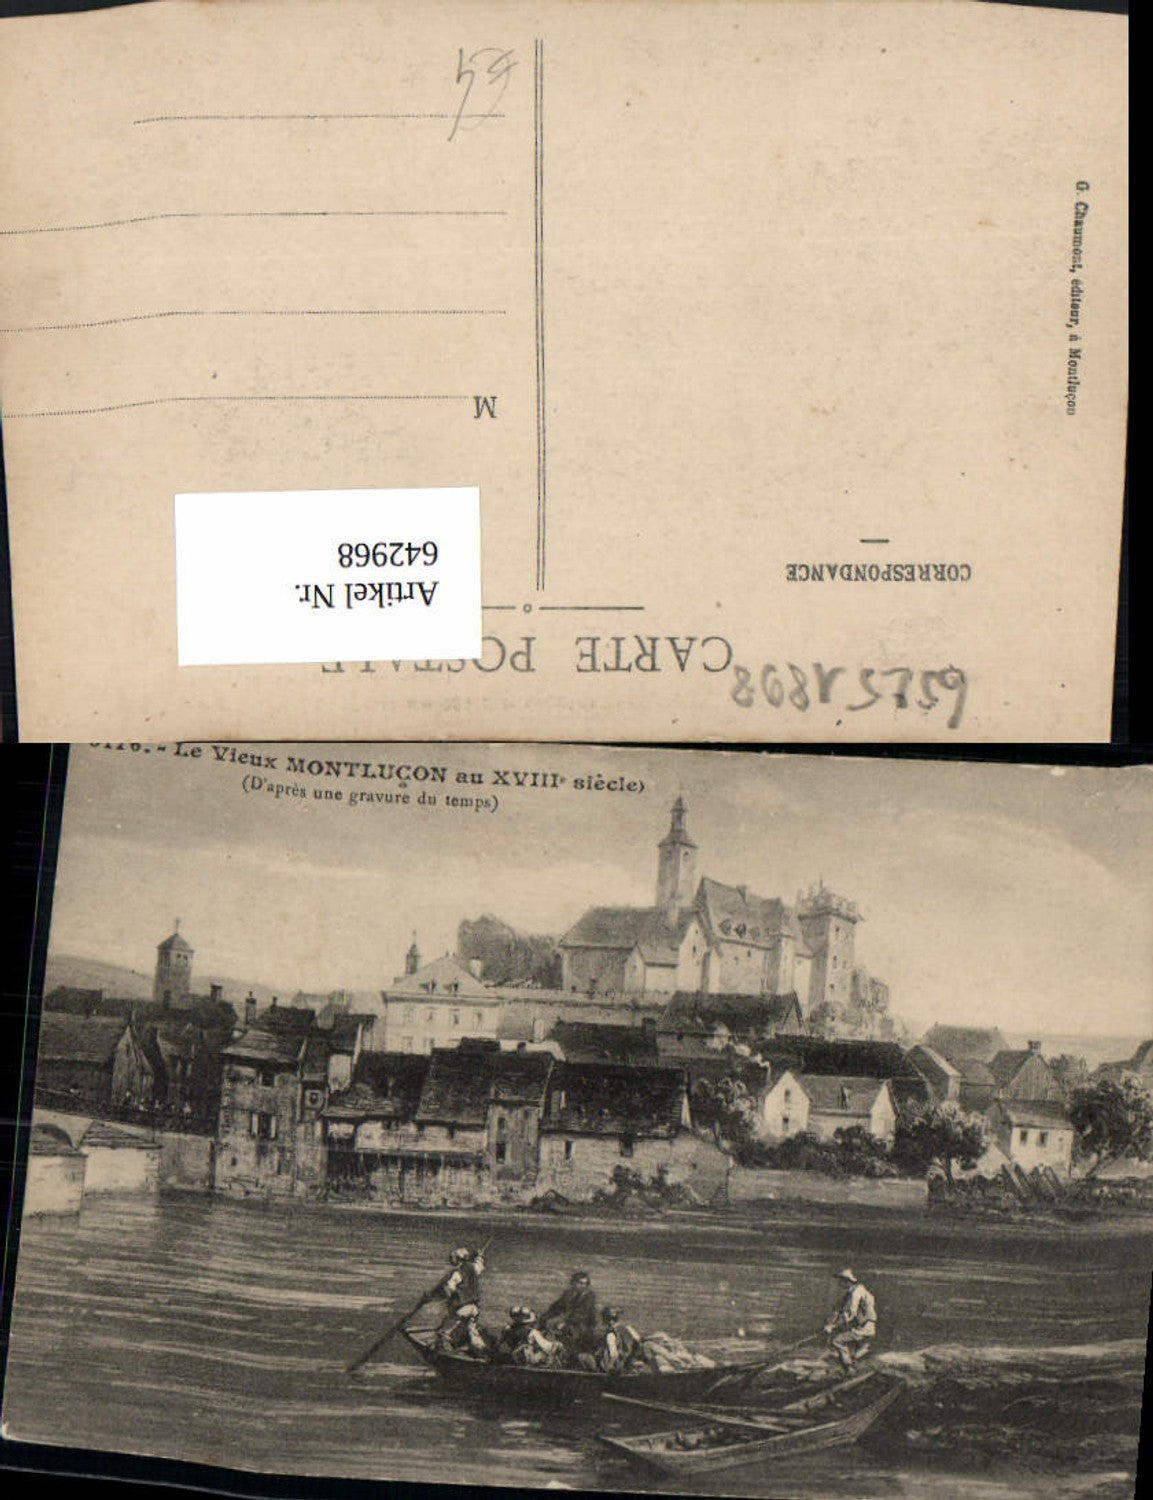 CARTE POSTALE
CORRESPONDANCE
M
G. Chaumont, éditeur, à Montluçon
Artikel Nr.
642968
Le Vieux MONTLUÇON au XVIIIe siècle)
(D'après une gravure du temps)